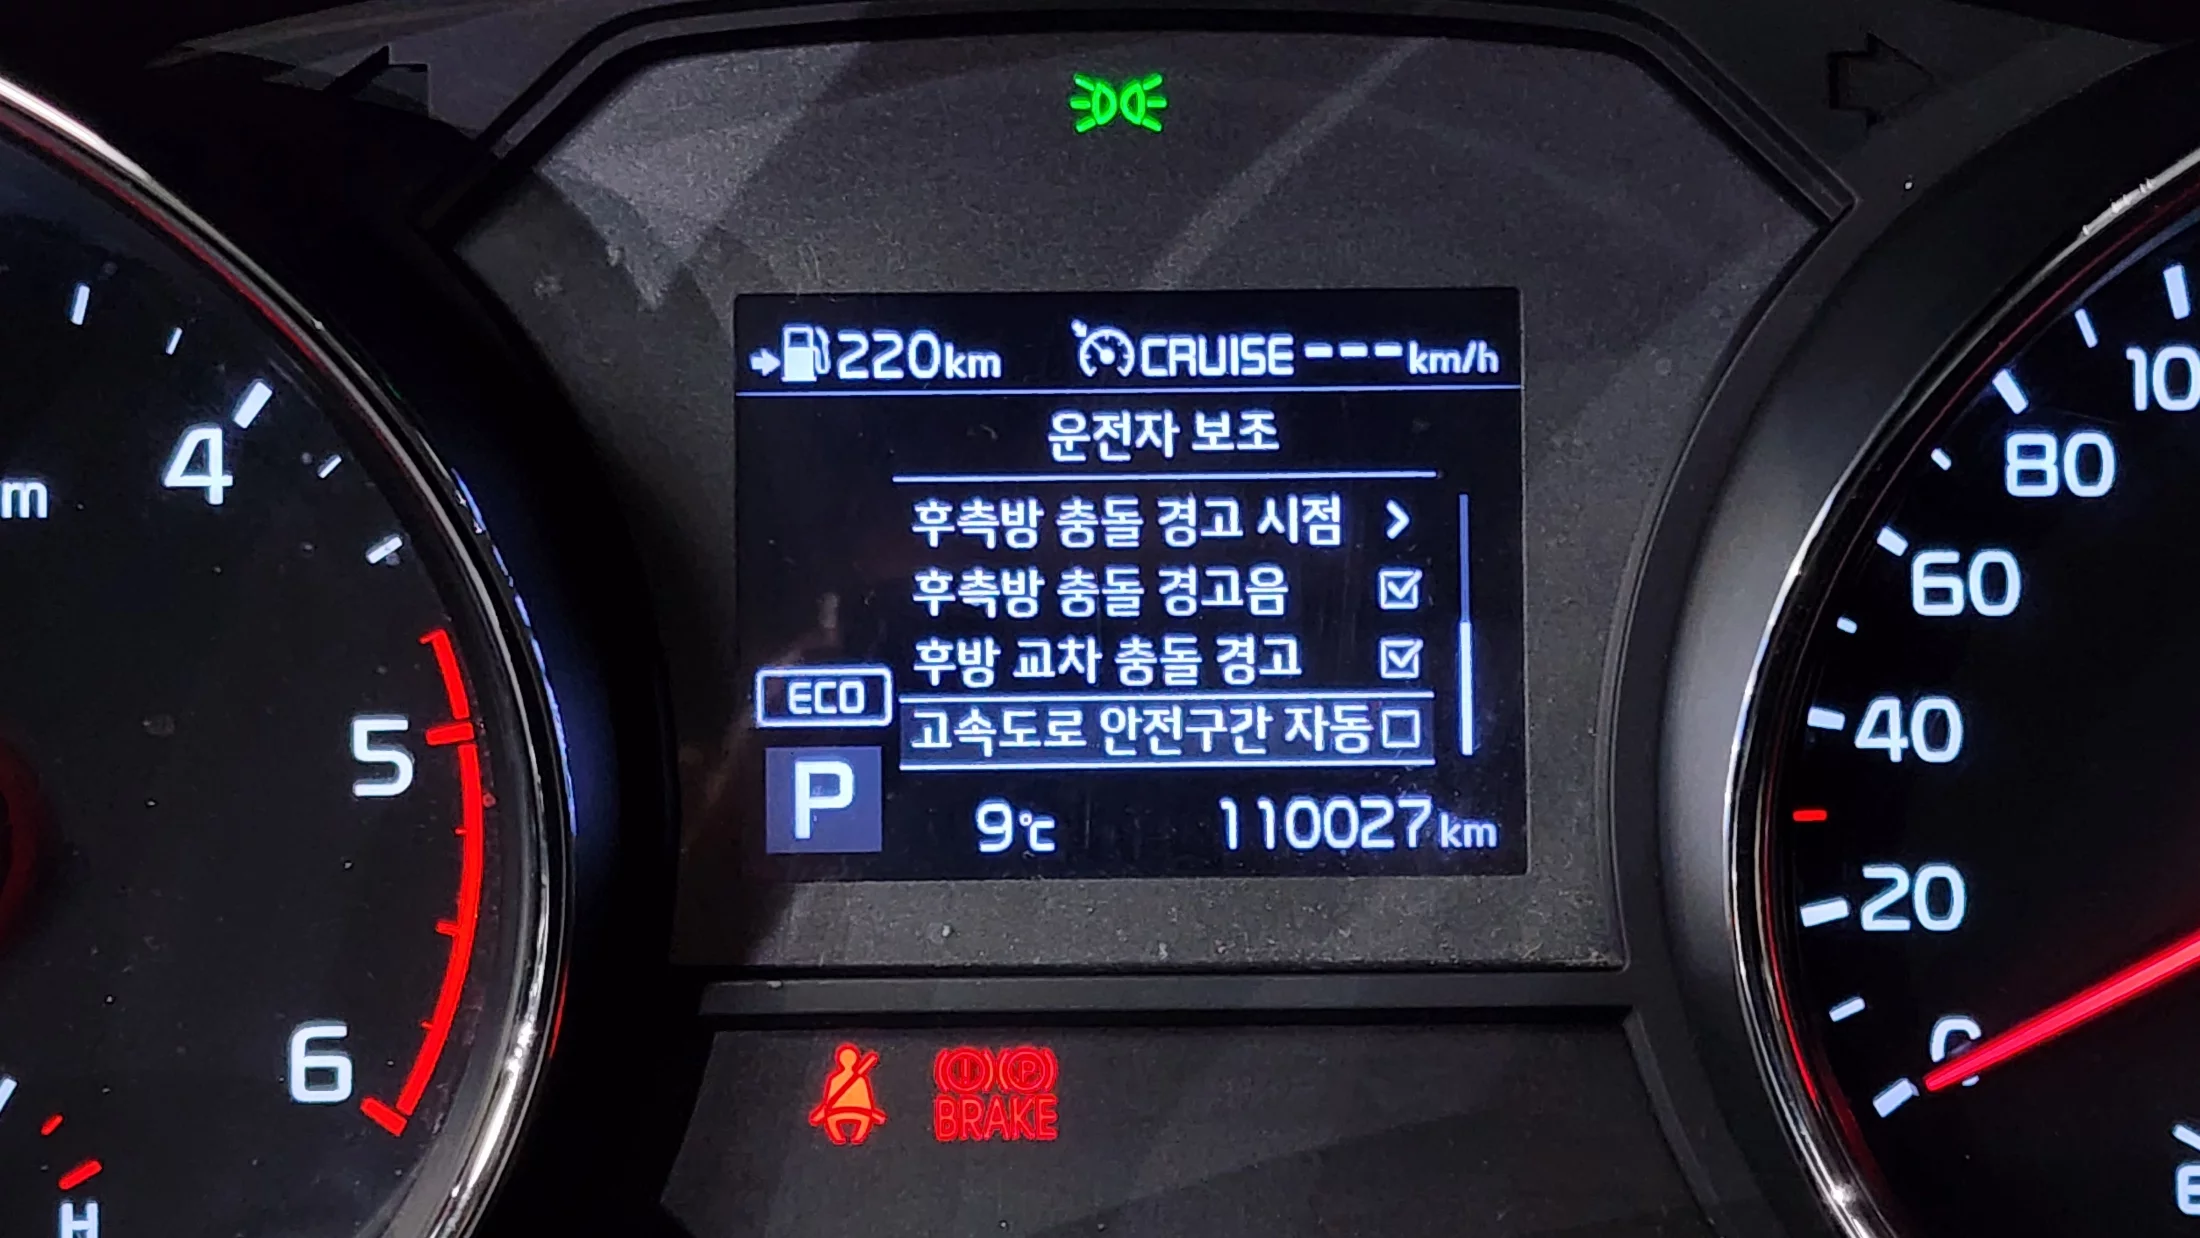 220km CRUISE ---km/h
운전자 보조
후측방 충돌 경고 시점 >
후측방 충돌 경고음
후방 교차 충돌 경고
ECO
고속도로 안전구간 자동
P
9℃ 110027km
m
4
5
6
H
100
80
60
40
20
0
E
(P)
BRAKE